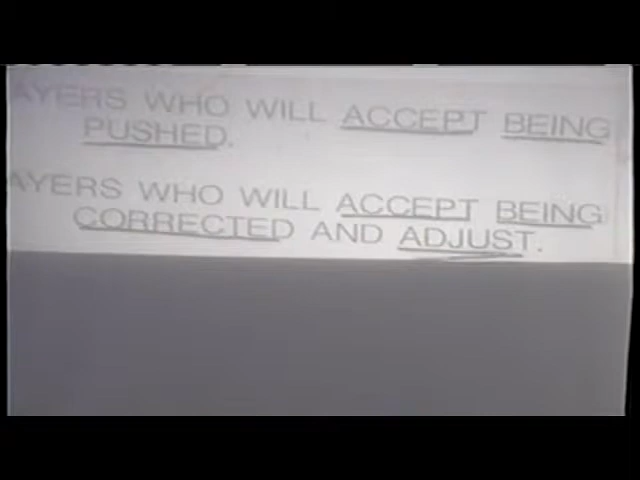 AYERS WHO WILL ACCEPT BEING
PUSHED.
AYERS WHO WILL ACCEPT BEING
CORRECTED AND ADJUST.